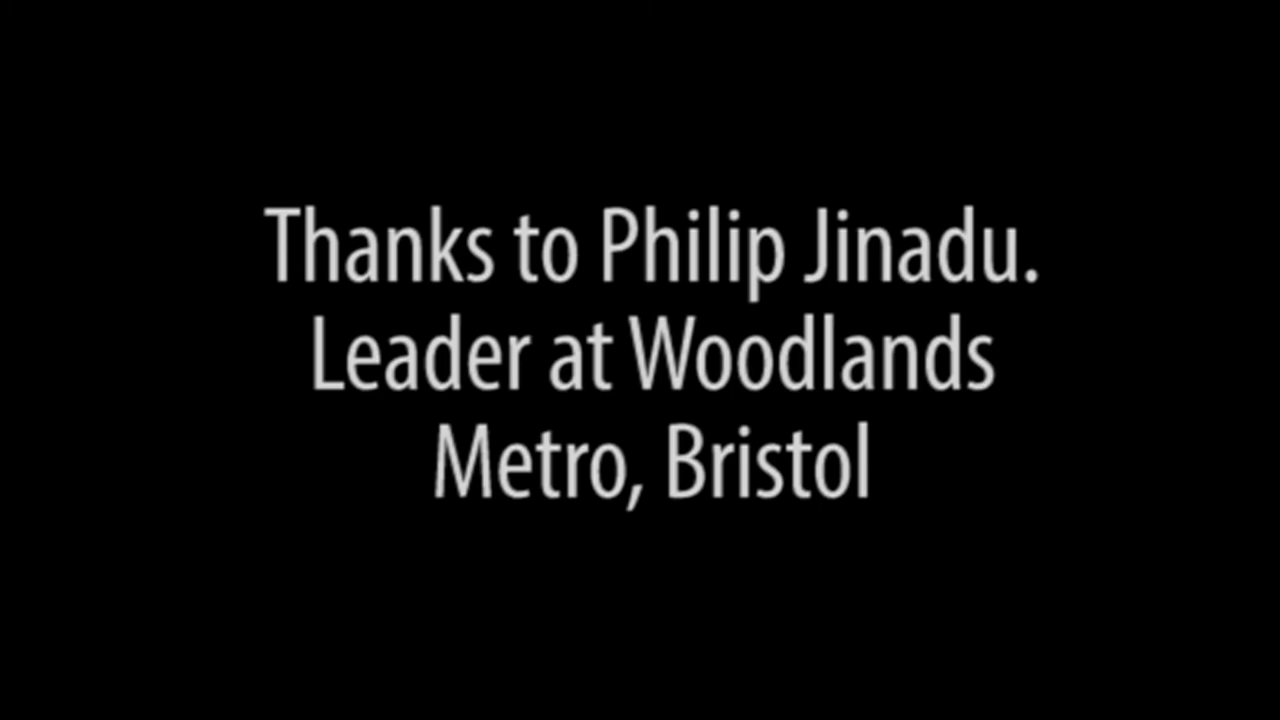 Thanks to Philip Jinadu.
Leader at Woodlands
Metro, Bristol